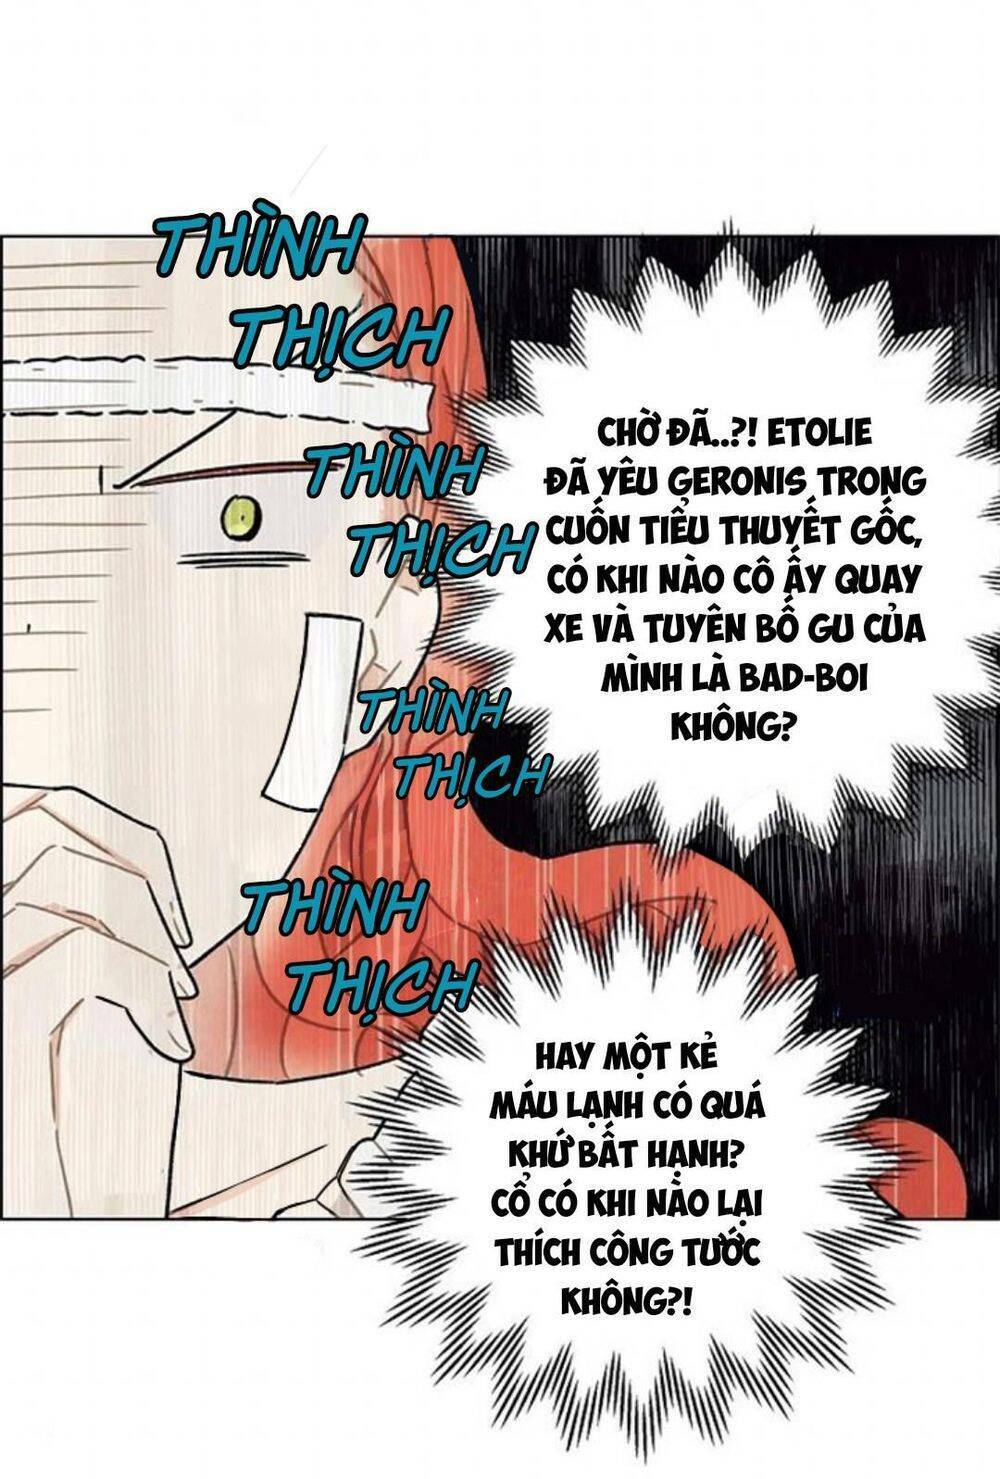 THÌNH
THỊCH
THÌNH
THỊCH
CHỜ ĐÃ..?! ETOLIE
ĐÃ YÊU GERONIS TRONG
CUỐN TIỂU THUYẾT GỐC,
CÓ KHI NÀO CÔ ẤY QUAY
XE VÀ TUYÊN BỐ GU CỦA
MÌNH LÀ BAD-BOI
KHÔNG?
THÌNH
THỊCH
THÌNH
THỊCH
HAY MỘT KẺ
MÁU LẠNH CÓ QUÁ
KHỨ BẤT HẠNH?
CỔ CÓ KHI NÀO LẠI
THÍCH CÔNG TƯỚC
KHÔNG?!